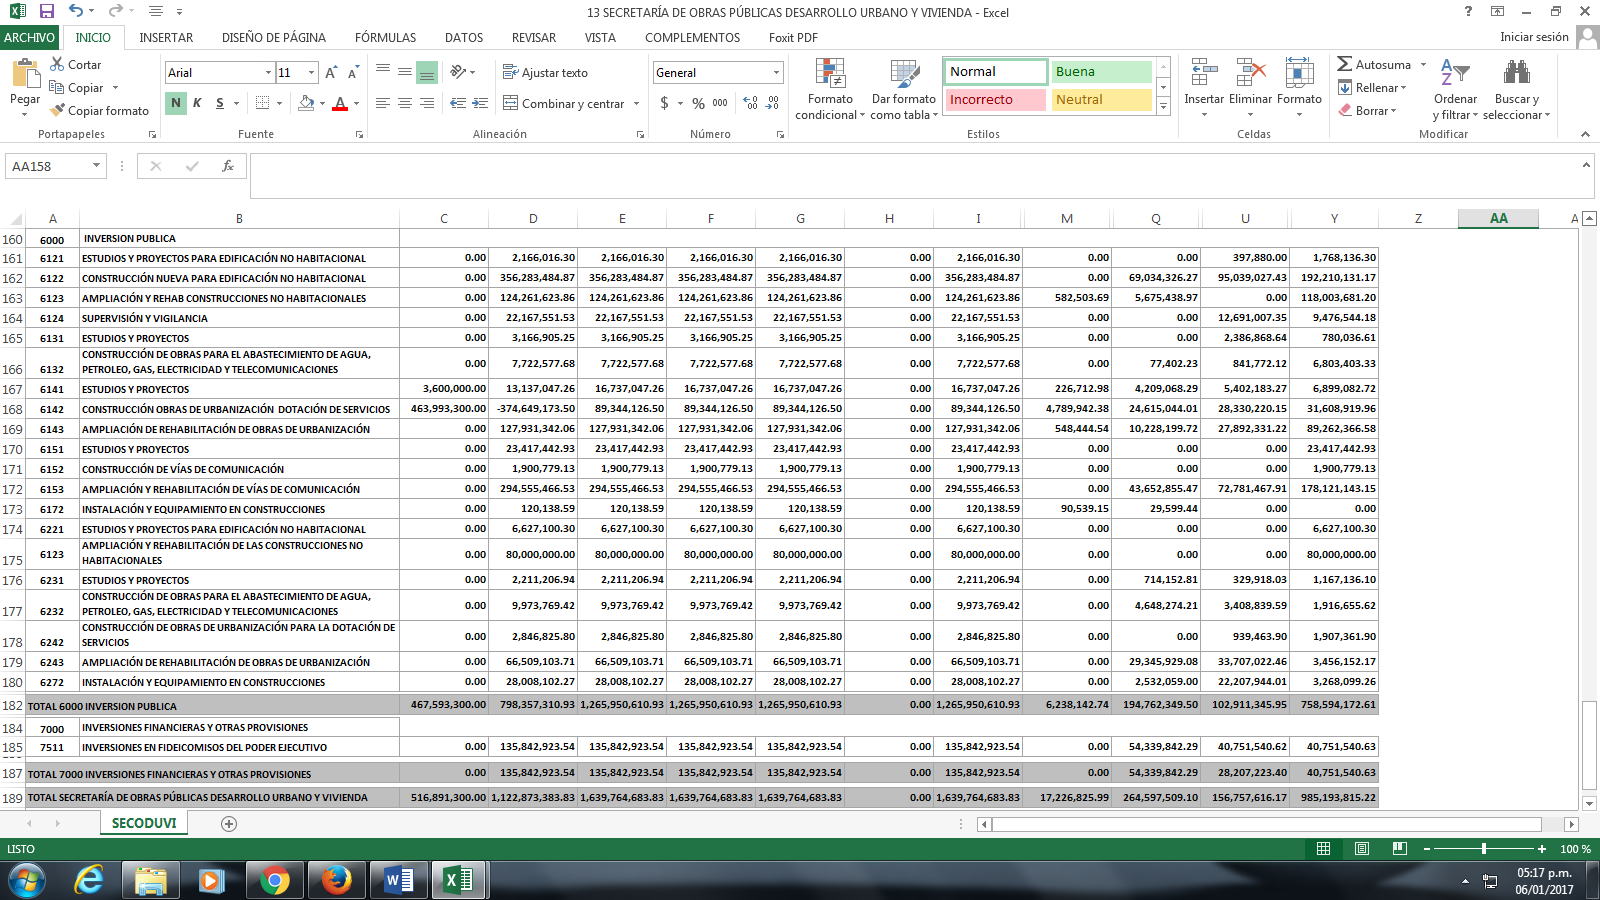 13 SECRETARÍA DE OBRAS PÚBLICAS DESARROLLO URBANO Y VIVIENDA - Excel
ARCHIVO INICIO INSERTAR DISEÑO DE PÁGINA FÓRMULAS DATOS REVISAR VISTA COMPLEMENTOS Foxit PDF Iniciar sesión
Pegar Cortar Copiar Copiar formato Portapapeles
Arial 11 N K S Fuente
Ajustar texto Combinar y centrar Alineación
General $ % 000 Número
Formato condicional Dar formato como tabla Normal Buena Incorrecto Neutral Estilos
Insertar Eliminar Formato Celdas
Autosuma Rellenar Borrar Ordenar y filtrar Buscar y seleccionar Modificar
AA158 fx
A B C D E F G H I M Q U Y Z AA A
160 6000 INVERSION PUBLICA
161 6121 ESTUDIOS Y PROYECTOS PARA EDIFICACIÓN NO HABITACIONAL 0.00 2,166,016.30 2,166,016.30 2,166,016.30 2,166,016.30 0.00 2,166,016.30 0.00 0.00 397,880.00 1,768,136.30
162 6122 CONSTRUCCIÓN NUEVA PARA EDIFICACIÓN NO HABITACIONAL 0.00 356,283,484.87 356,283,484.87 356,283,484.87 356,283,484.87 0.00 356,283,484.87 0.00 69,034,326.27 95,039,027.43 192,210,131.17
163 6123 AMPLIACIÓN Y REHAB CONSTRUCCIONES NO HABITACIONALES 0.00 124,261,623.86 124,261,623.86 124,261,623.86 124,261,623.86 0.00 124,261,623.86 582,503.69 5,675,438.97 0.00 118,003,681.20
164 6124 SUPERVISIÓN Y VIGILANCIA 0.00 22,167,551.53 22,167,551.53 22,167,551.53 22,167,551.53 0.00 22,167,551.53 0.00 0.00 12,691,007.35 9,476,544.18
165 6131 ESTUDIOS Y PROYECTOS 0.00 3,166,905.25 3,166,905.25 3,166,905.25 3,166,905.25 0.00 3,166,905.25 0.00 0.00 2,386,868.64 780,036.61
166 6132 CONSTRUCCIÓN DE OBRAS PARA EL ABASTECIMIENTO DE AGUA,
PETROLEO, GAS, ELECTRICIDAD Y TELECOMUNICACIONES 0.00 7,722,577.68 7,722,577.68 7,722,577.68 7,722,577.68 0.00 7,722,577.68 0.00 77,402.23 841,772.12 6,803,403.33
167 6141 ESTUDIOS Y PROYECTOS 3,600,000.00 13,137,047.26 16,737,047.26 16,737,047.26 16,737,047.26 0.00 16,737,047.26 226,712.98 4,209,068.29 5,402,183.27 6,899,082.72
168 6142 CONSTRUCCIÓN OBRAS DE URBANIZACIÓN DOTACIÓN DE SERVICIOS 463,993,300.00 -374,649,173.50 89,344,126.50 89,344,126.50 89,344,126.50 0.00 89,344,126.50 4,789,942.38 24,615,044.01 28,330,220.15 31,608,919.96
169 6143 AMPLIACIÓN DE REHABILITACIÓN DE OBRAS DE URBANIZACIÓN 0.00 127,931,342.06 127,931,342.06 127,931,342.06 127,931,342.06 0.00 127,931,342.06 548,444.54 10,228,199.72 27,892,331.22 89,262,366.58
170 6151 ESTUDIOS Y PROYECTOS 0.00 23,417,442.93 23,417,442.93 23,417,442.93 23,417,442.93 0.00 23,417,442.93 0.00 0.00 0.00 23,417,442.93
171 6152 CONSTRUCCIÓN DE VÍAS DE COMUNICACIÓN 0.00 1,900,779.13 1,900,779.13 1,900,779.13 1,900,779.13 0.00 1,900,779.13 0.00 0.00 0.00 1,900,779.13
172 6153 AMPLIACIÓN Y REHABILITACIÓN DE VÍAS DE COMUNICACIÓN 0.00 294,555,466.53 294,555,466.53 294,555,466.53 294,555,466.53 0.00 294,555,466.53 0.00 43,652,855.47 72,781,467.91 178,121,143.15
173 6172 INSTALACIÓN Y EQUIPAMIENTO EN CONSTRUCCIONES 0.00 120,138.59 120,138.59 120,138.59 120,138.59 0.00 120,138.59 90,539.15 29,599.44 0.00 0.00
174 6221 ESTUDIOS Y PROYECTOS PARA EDIFICACIÓN NO HABITACIONAL 0.00 6,627,100.30 6,627,100.30 6,627,100.30 6,627,100.30 0.00 6,627,100.30 0.00 0.00 0.00 6,627,100.30
175 6123 AMPLIACIÓN Y REHABILITACIÓN DE LAS CONSTRUCCIONES NO
HABITACIONALES 0.00 80,000,000.00 80,000,000.00 80,000,000.00 80,000,000.00 0.00 80,000,000.00 0.00 0.00 0.00 80,000,000.00
176 6231 ESTUDIOS Y PROYECTOS 0.00 2,211,206.94 2,211,206.94 2,211,206.94 2,211,206.94 0.00 2,211,206.94 0.00 714,152.81 329,918.03 1,167,136.10
177 6232 CONSTRUCCIÓN DE OBRAS PARA EL ABASTECIMIENTO DE AGUA,
PETROLEO, GAS, ELECTRICIDAD Y TELECOMUNICACIONES 0.00 9,973,769.42 9,973,769.42 9,973,769.42 9,973,769.42 0.00 9,973,769.42 0.00 4,648,274.21 3,408,839.59 1,916,655.62
178 6242 CONSTRUCCIÓN DE OBRAS DE URBANIZACIÓN PARA LA DOTACIÓN DE
SERVICIOS 0.00 2,846,825.80 2,846,825.80 2,846,825.80 2,846,825.80 0.00 2,846,825.80 0.00 0.00 939,463.90 1,907,361.90
179 6243 AMPLIACIÓN DE REHABILITACIÓN DE OBRAS DE URBANIZACIÓN 0.00 66,509,103.71 66,509,103.71 66,509,103.71 66,509,103.71 0.00 66,509,103.71 0.00 29,345,929.08 33,707,022.46 3,456,152.17
180 6272 INSTALACIÓN Y EQUIPAMIENTO EN CONSTRUCCIONES 0.00 28,008,102.27 28,008,102.27 28,008,102.27 28,008,102.27 0.00 28,008,102.27 0.00 2,532,059.00 22,207,944.01 3,268,099.26
182 TOTAL 6000 INVERSION PUBLICA 467,593,300.00 798,357,310.93 1,265,950,610.93 1,265,950,610.93 1,265,950,610.93 0.00 1,265,950,610.93 6,238,142.74 194,762,349.50 102,911,345.95 758,594,172.61
184 7000 INVERSIONES FINANCIERAS Y OTRAS PROVISIONES
185 7511 INVERSIONES EN FIDEICOMISOS DEL PODER EJECUTIVO 0.00 135,842,923.54 135,842,923.54 135,842,923.54 135,842,923.54 0.00 135,842,923.54 0.00 54,339,842.29 40,751,540.62 40,751,540.63
187 TOTAL 7000 INVERSIONES FINANCIERAS Y OTRAS PROVISIONES 0.00 135,842,923.54 135,842,923.54 135,842,923.54 135,842,923.54 0.00 135,842,923.54 0.00 54,339,842.29 28,207,223.40 40,751,540.63
189 TOTAL SECRETARÍA DE OBRAS PÚBLICAS DESARROLLO URBANO Y VIVIENDA 516,891,300.00 1,122,873,383.83 1,639,764,683.83 1,639,764,683.83 1,639,764,683.83 0.00 1,639,764,683.83 17,226,825.99 264,597,509.10 156,757,616.17 985,193,815.22
SECODUVI
LISTO 100 %
05:17 p.m.
06/01/2017